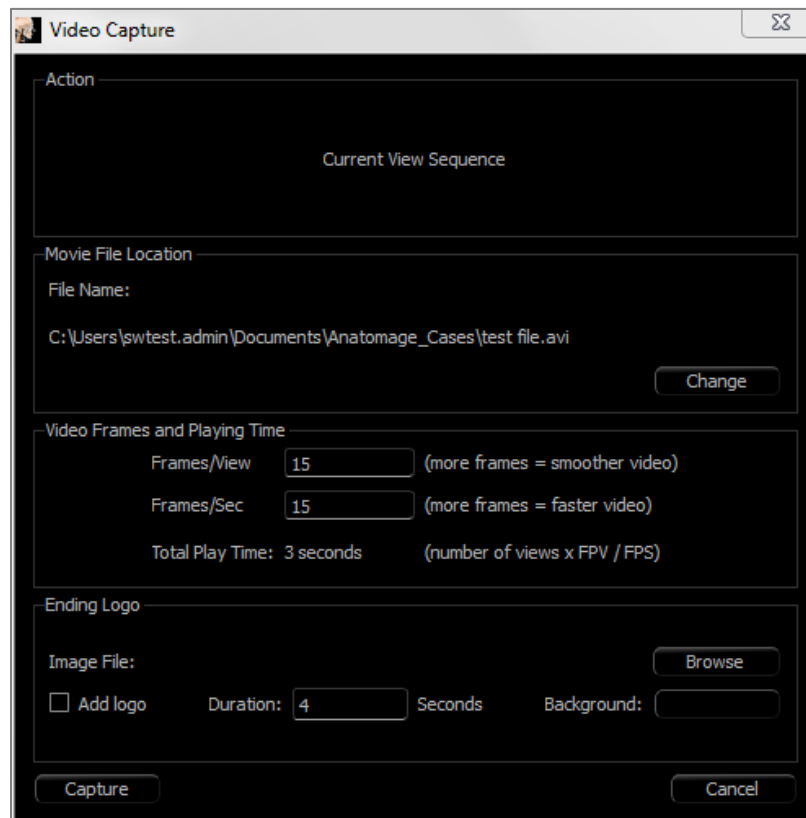 Video Capture
Action
Current View Sequence
Movie File Location
File Name:
C:\Users\swtest.admin\Documents\Anatomage_Cases\test file.avi
Change
Video Frames and Playing Time
Frames/View 15 (more frames = smoother video)
Frames/Sec 15 (more frames = faster video)
Total Play Time: 3 seconds (number of views x FPV / FPS)
Ending Logo
Image File: Browse
Add logo Duration: 4 Seconds Background:
Capture Cancel